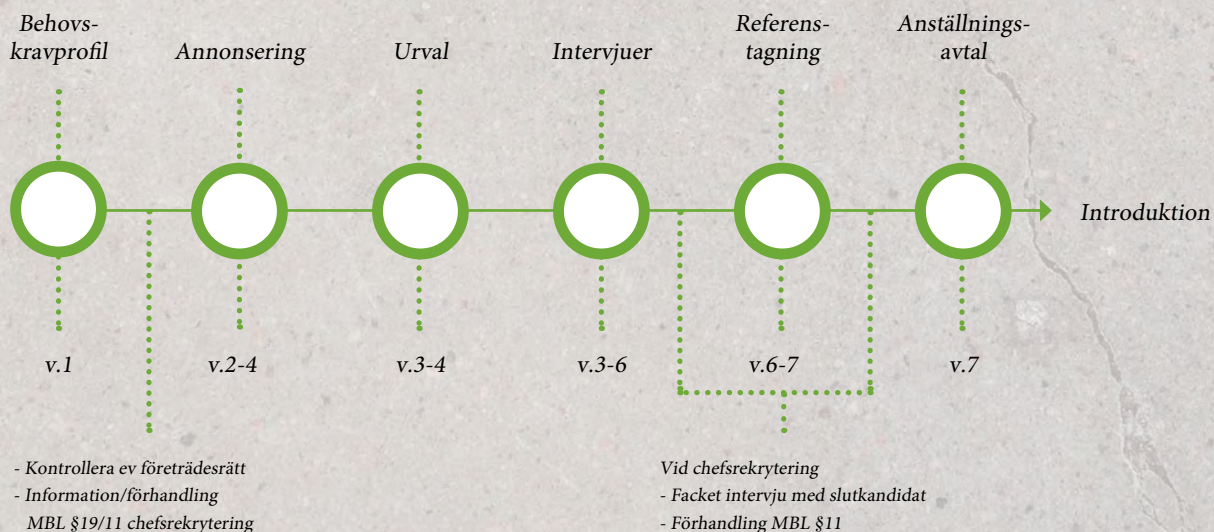 Behovs-
kravprofil
Annonsering
Urval
Intervjuer
Referens-
tagning
Anställnings-
avtal
Introduktion
v.1
v.2-4
v.3-4
v.3-6
v.6-7
v.7
- Kontrollera ev företrädesrätt
- Information/förhandling
MBL §19/11 chefsrekrytering
Vid chefsrekrytering
- Facket intervju med slutkandidat
- Förhandling MBL §11